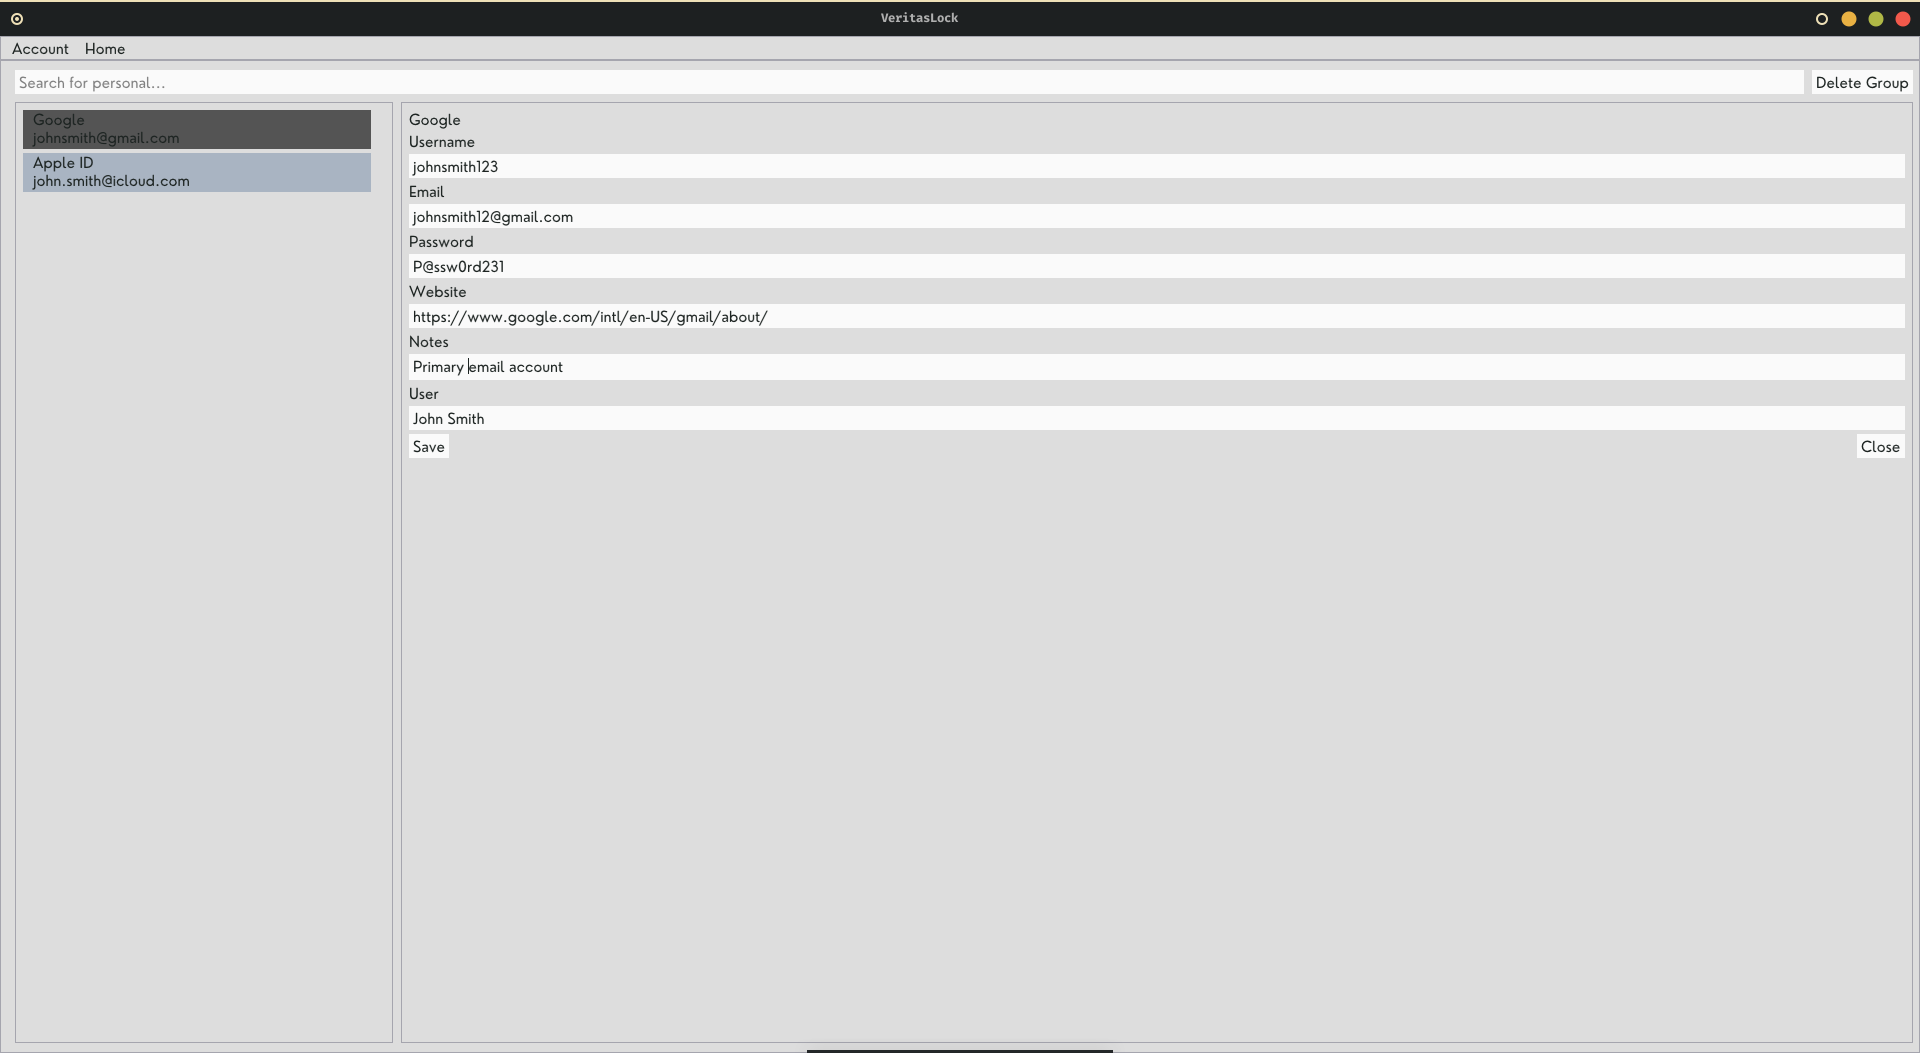 VeritasLock
Account Home
Search for personal...
Delete Group
Google
johnsmith@gmail.com
Apple ID
john.smith@icloud.com
Google
Username
johnsmith123
Email
johnsmith12@gmail.com
Password
P@ssw0rd231
Website
https://www.google.com/intl/en-US/gmail/about/
Notes
Primary email account
User
John Smith
Save
Close